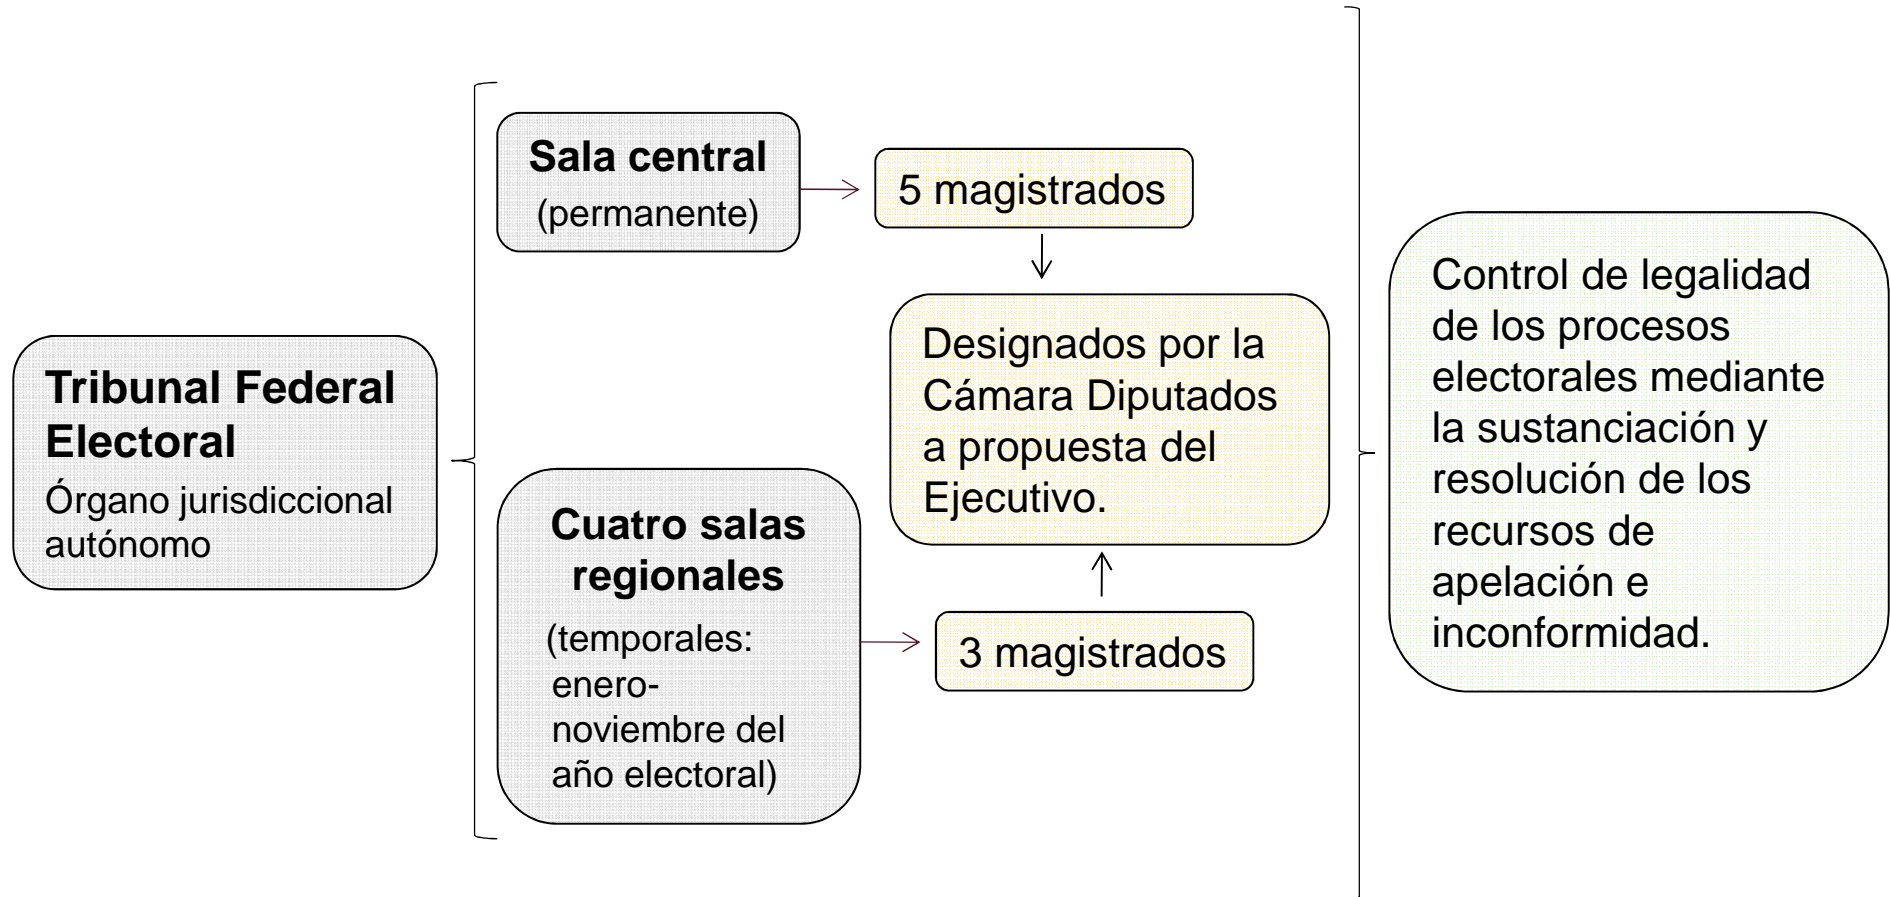 Tribunal Federal
Electoral
Órgano jurisdiccional
autónomo
Sala central
(permanente)
5 magistrados
Designados por la
Cámara Diputados
a propuesta del
Ejecutivo.
Cuatro salas
regionales
(temporales:
enero-
noviembre del
año electoral)
3 magistrados
Control de legalidad
de los procesos
electorales mediante
la sustanciación y
resolución de los
recursos de
apelación e
inconformidad.